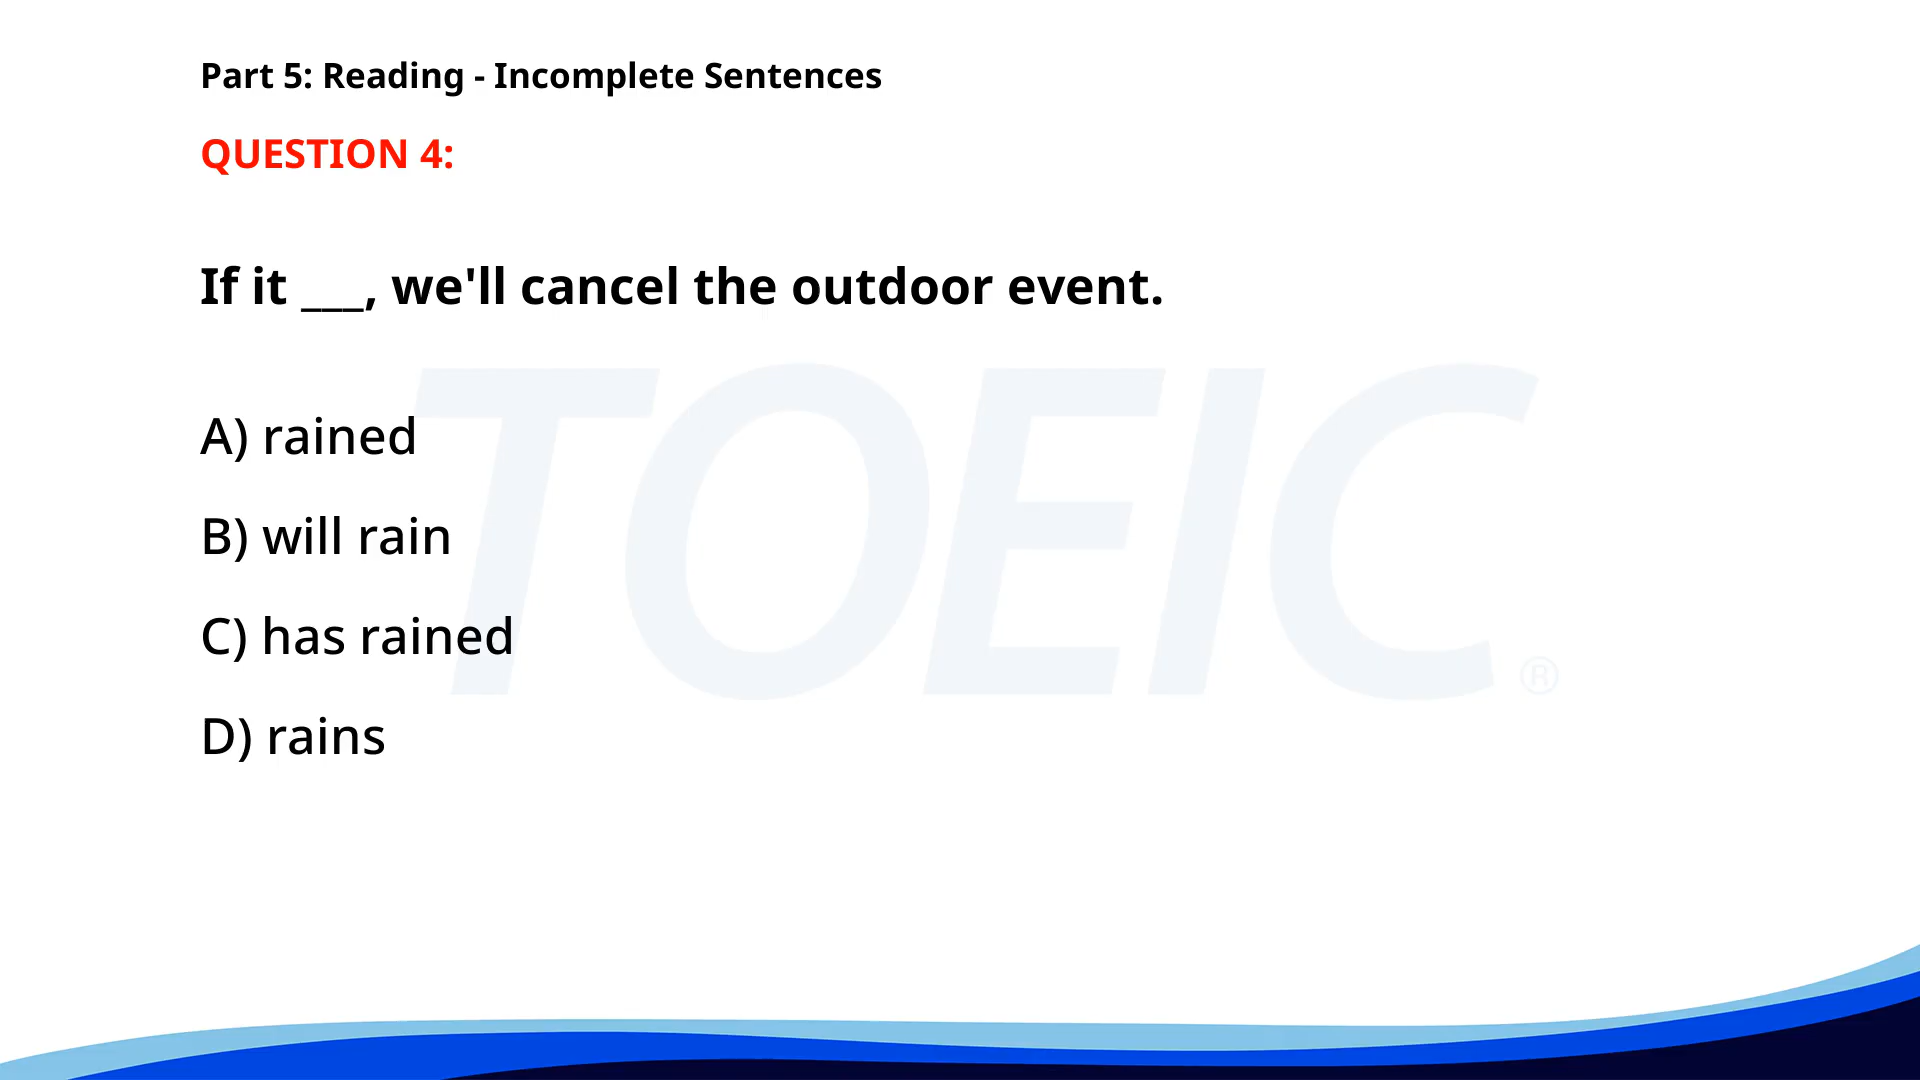 Part 5: Reading - Incomplete Sentences
QUESTION 4:
If it ___, we'll cancel the outdoor event.
TOEIC®
A) rained
B) will rain
C) has rained
D) rains